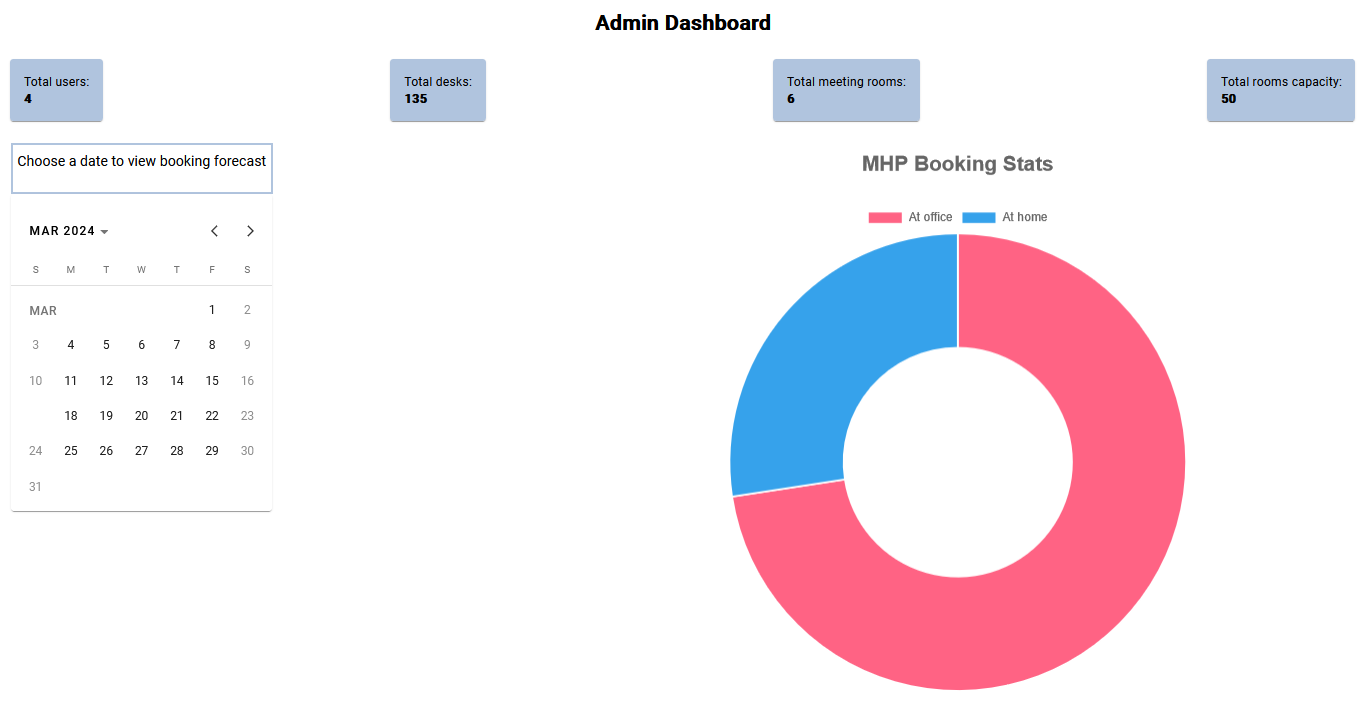 Admin Dashboard
Total users:
4
Total desks:
135
Total meeting rooms:
6
Total rooms capacity:
50
Choose a date to view booking forecast
MAR 2024
S M T W T F S
MAR 1 2
3 4 5 6 7 8 9
10 11 12 13 14 15 16
18 19 20 21 22 23
24 25 26 27 28 29 30
31
MHP Booking Stats
At office At home